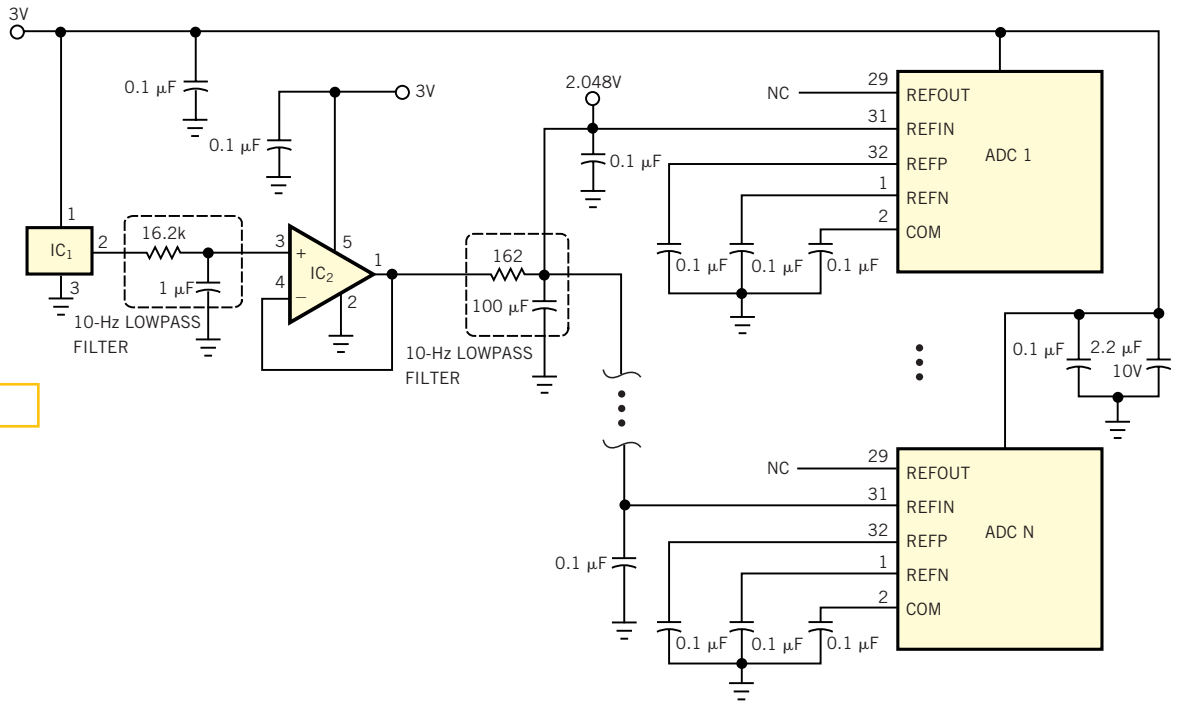 3V
0.1 µF
0.1 µF
3V
2.048V
0.1 µF
NC
29
REFOUT
31
REFIN
32
REFP
1
REFN
2
COM
ADC 1
0.1 µF
0.1 µF
0.1 µF
1
IC1
2
3
16.2k
1 µF
10-Hz LOWPASS
FILTER
3
+
4
–
IC2
5
2
1
162
100 µF
10-Hz LOWPASS
FILTER
0.1 µF
2.2 µF
10V
NC
29
REFOUT
31
REFIN
32
REFP
1
REFN
2
COM
ADC N
0.1 µF
0.1 µF
0.1 µF
0.1 µF